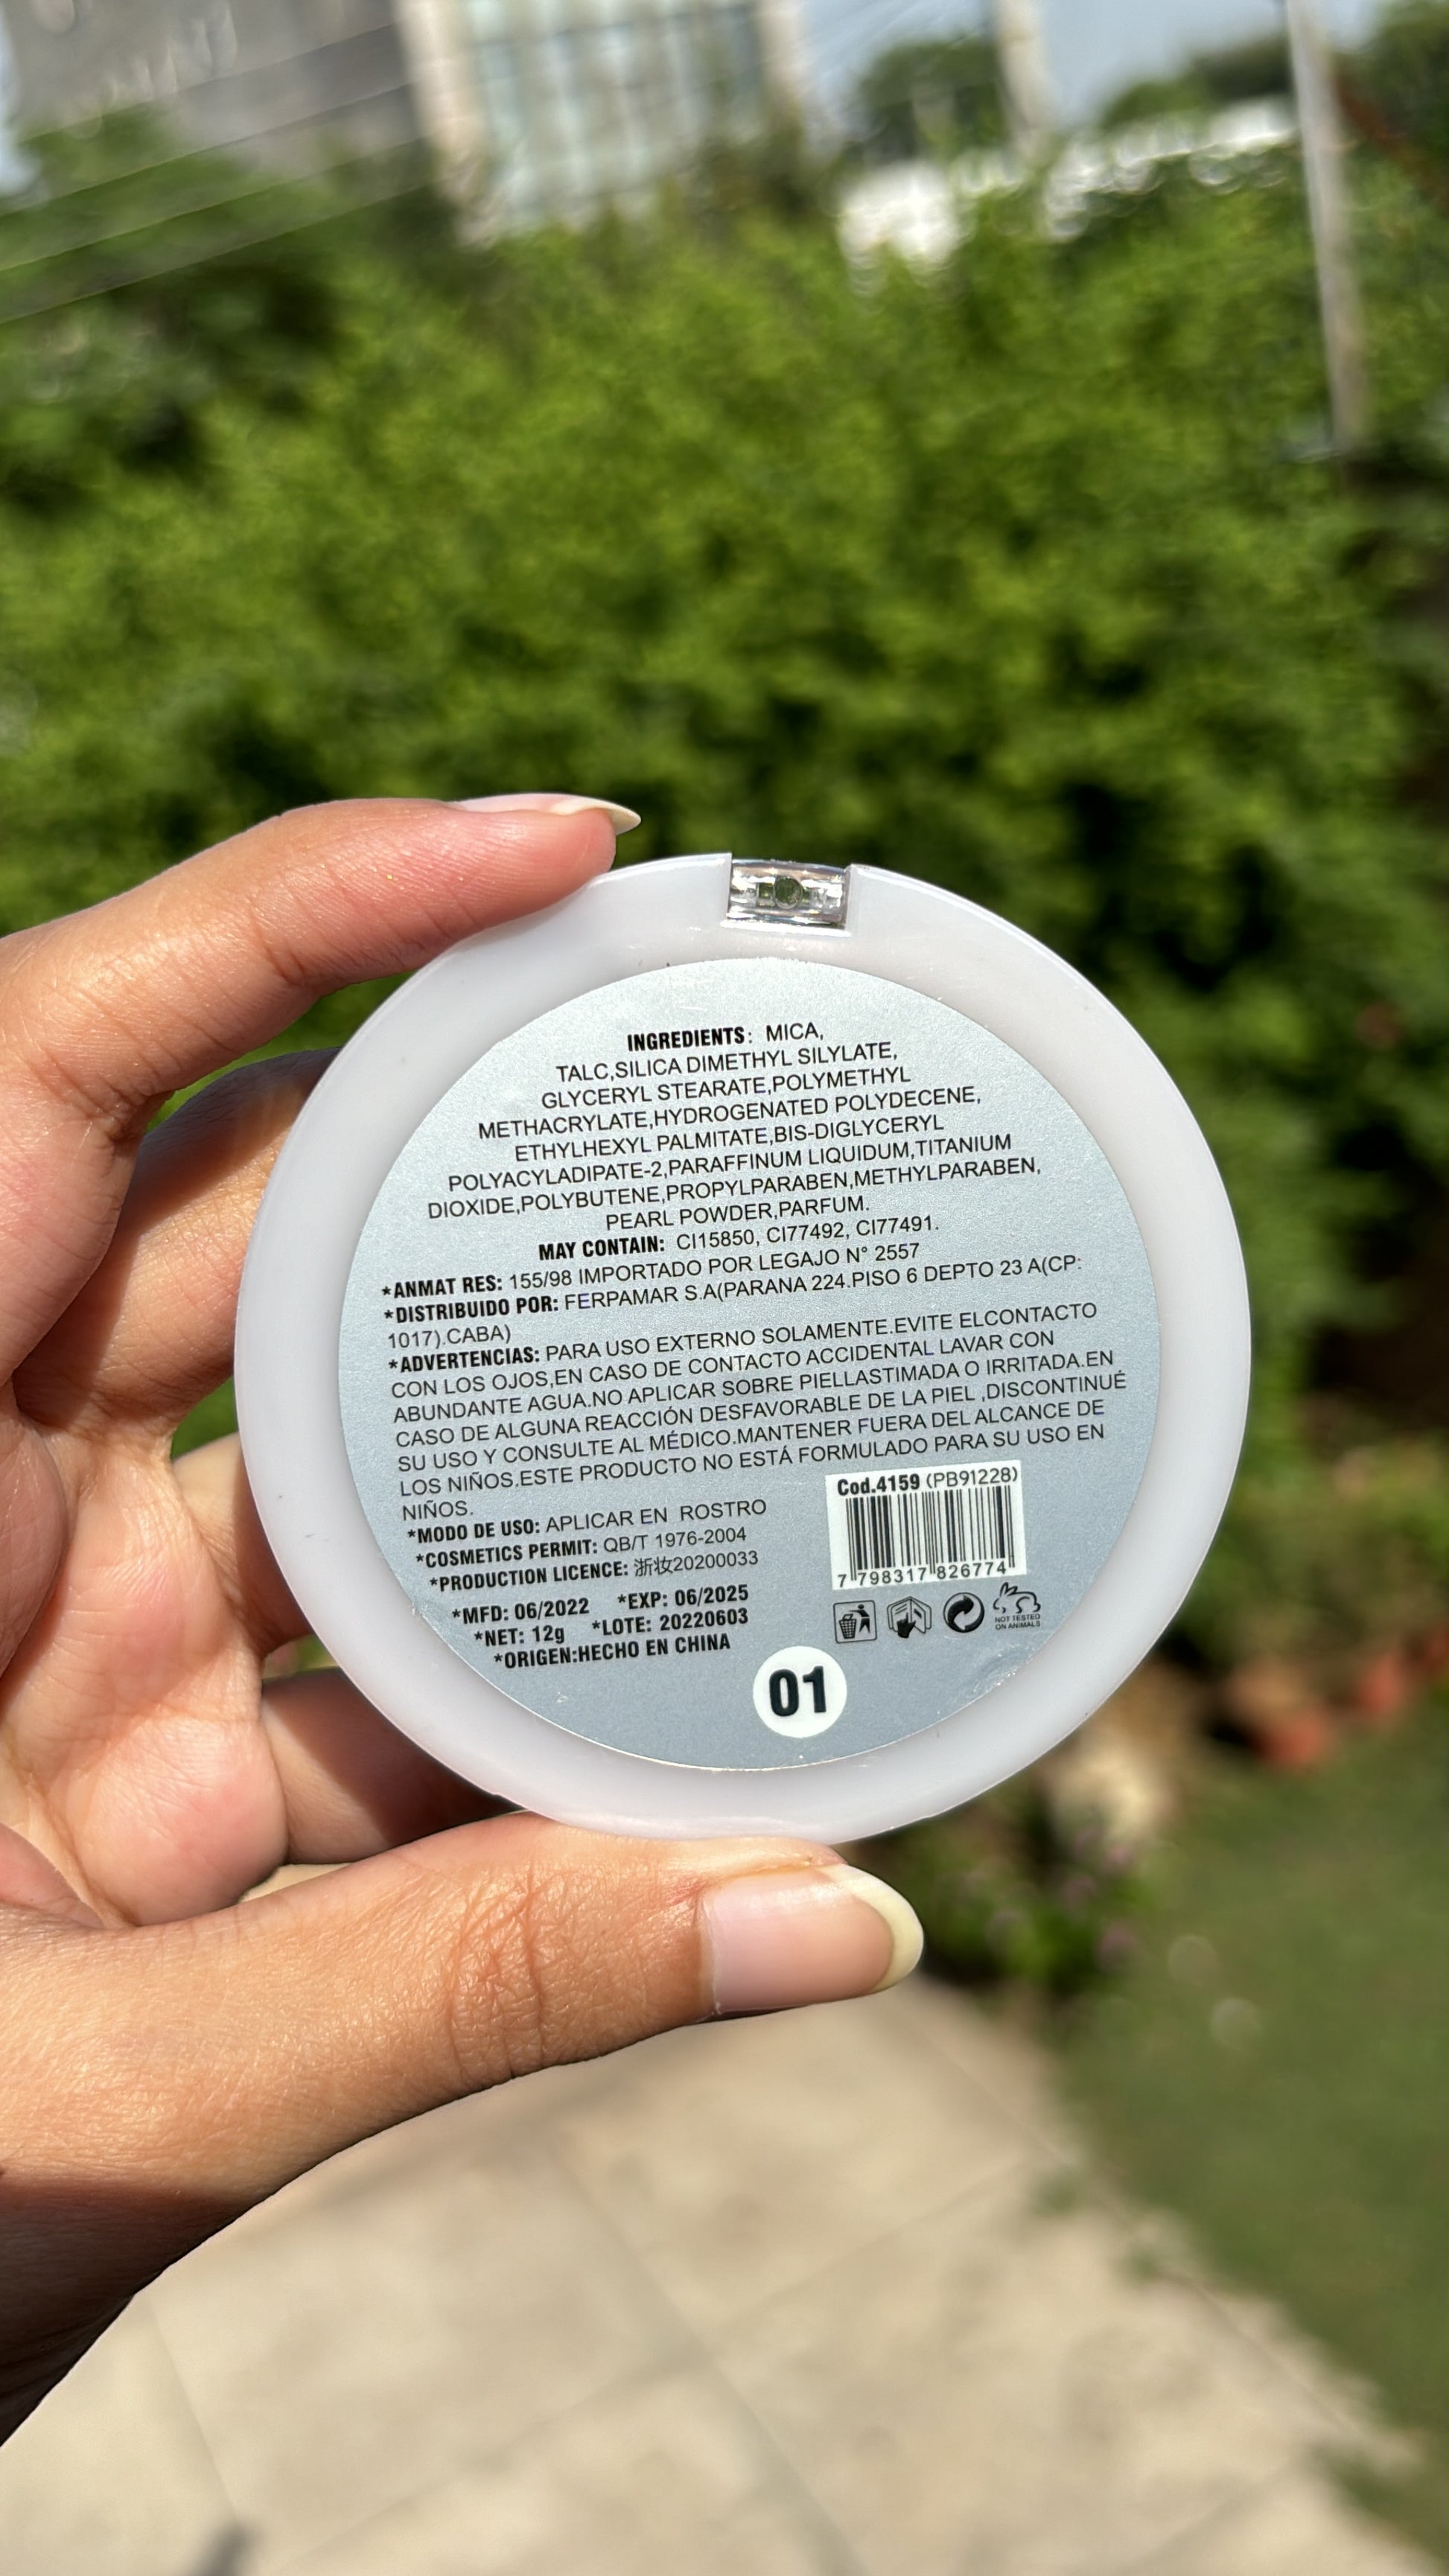 INGREDIENTS: MICA,
TALC,SILICA DIMETHYL SILYLATE,
GLYCERYL STEARATE,POLYMETHYL
METHACRYLATE,HYDROGENATED POLYDECENE,
ETHYLHEXYL PALMITATE,BIS-DIGLYCERYL
POLYACYLADIPATE-2,PARAFFINUM LIQUIDUM,TITANIUM
DIOXIDE,POLYBUTENE,PROPYLPARABEN,METHYLPARABEN,
PEARL POWDER,PARFUM.
MAY CONTAIN: CI15850, CI77492, CI77491.
*ANMAT RES: 155/98 IMPORTADO POR LEGAJO N° 2557
*DISTRIBUIDO POR: FERPAMAR S.A(PARANA 224.PISO 6 DEPTO 23 A(CP:
1017).CABA)
*ADVERTENCIAS: PARA USO EXTERNO SOLAMENTE.EVITE ELCONTACTO
CON LOS OJOS,EN CASO DE CONTACTO ACCIDENTAL LAVAR CON
ABUNDANTE AGUA.NO APLICAR SOBRE PIELLASTIMADA O IRRITADA.EN
CASO DE ALGUNA REACCIÓN DESFAVORABLE DE LA PIEL ,DISCONTINUÉ
SU USO Y CONSULTE AL MÉDICO.MANTENER FUERA DEL ALCANCE DE
LOS NIÑOS.ESTE PRODUCTO NO ESTÁ FORMULADO PARA SU USO EN
NIÑOS.
*MODO DE USO: APLICAR EN ROSTRO
*COSMETICS PERMIT: QB/T 1976-2004
*PRODUCTION LICENCE: 浙妆20200033
*MFD: 06/2022 *EXP: 06/2025
*NET: 12g *LOTE: 20220603
*ORIGEN:HECHO EN CHINA
Cod.4159 (PB91228)
7 798317 826774
NOT TESTED
ON ANIMALS
01